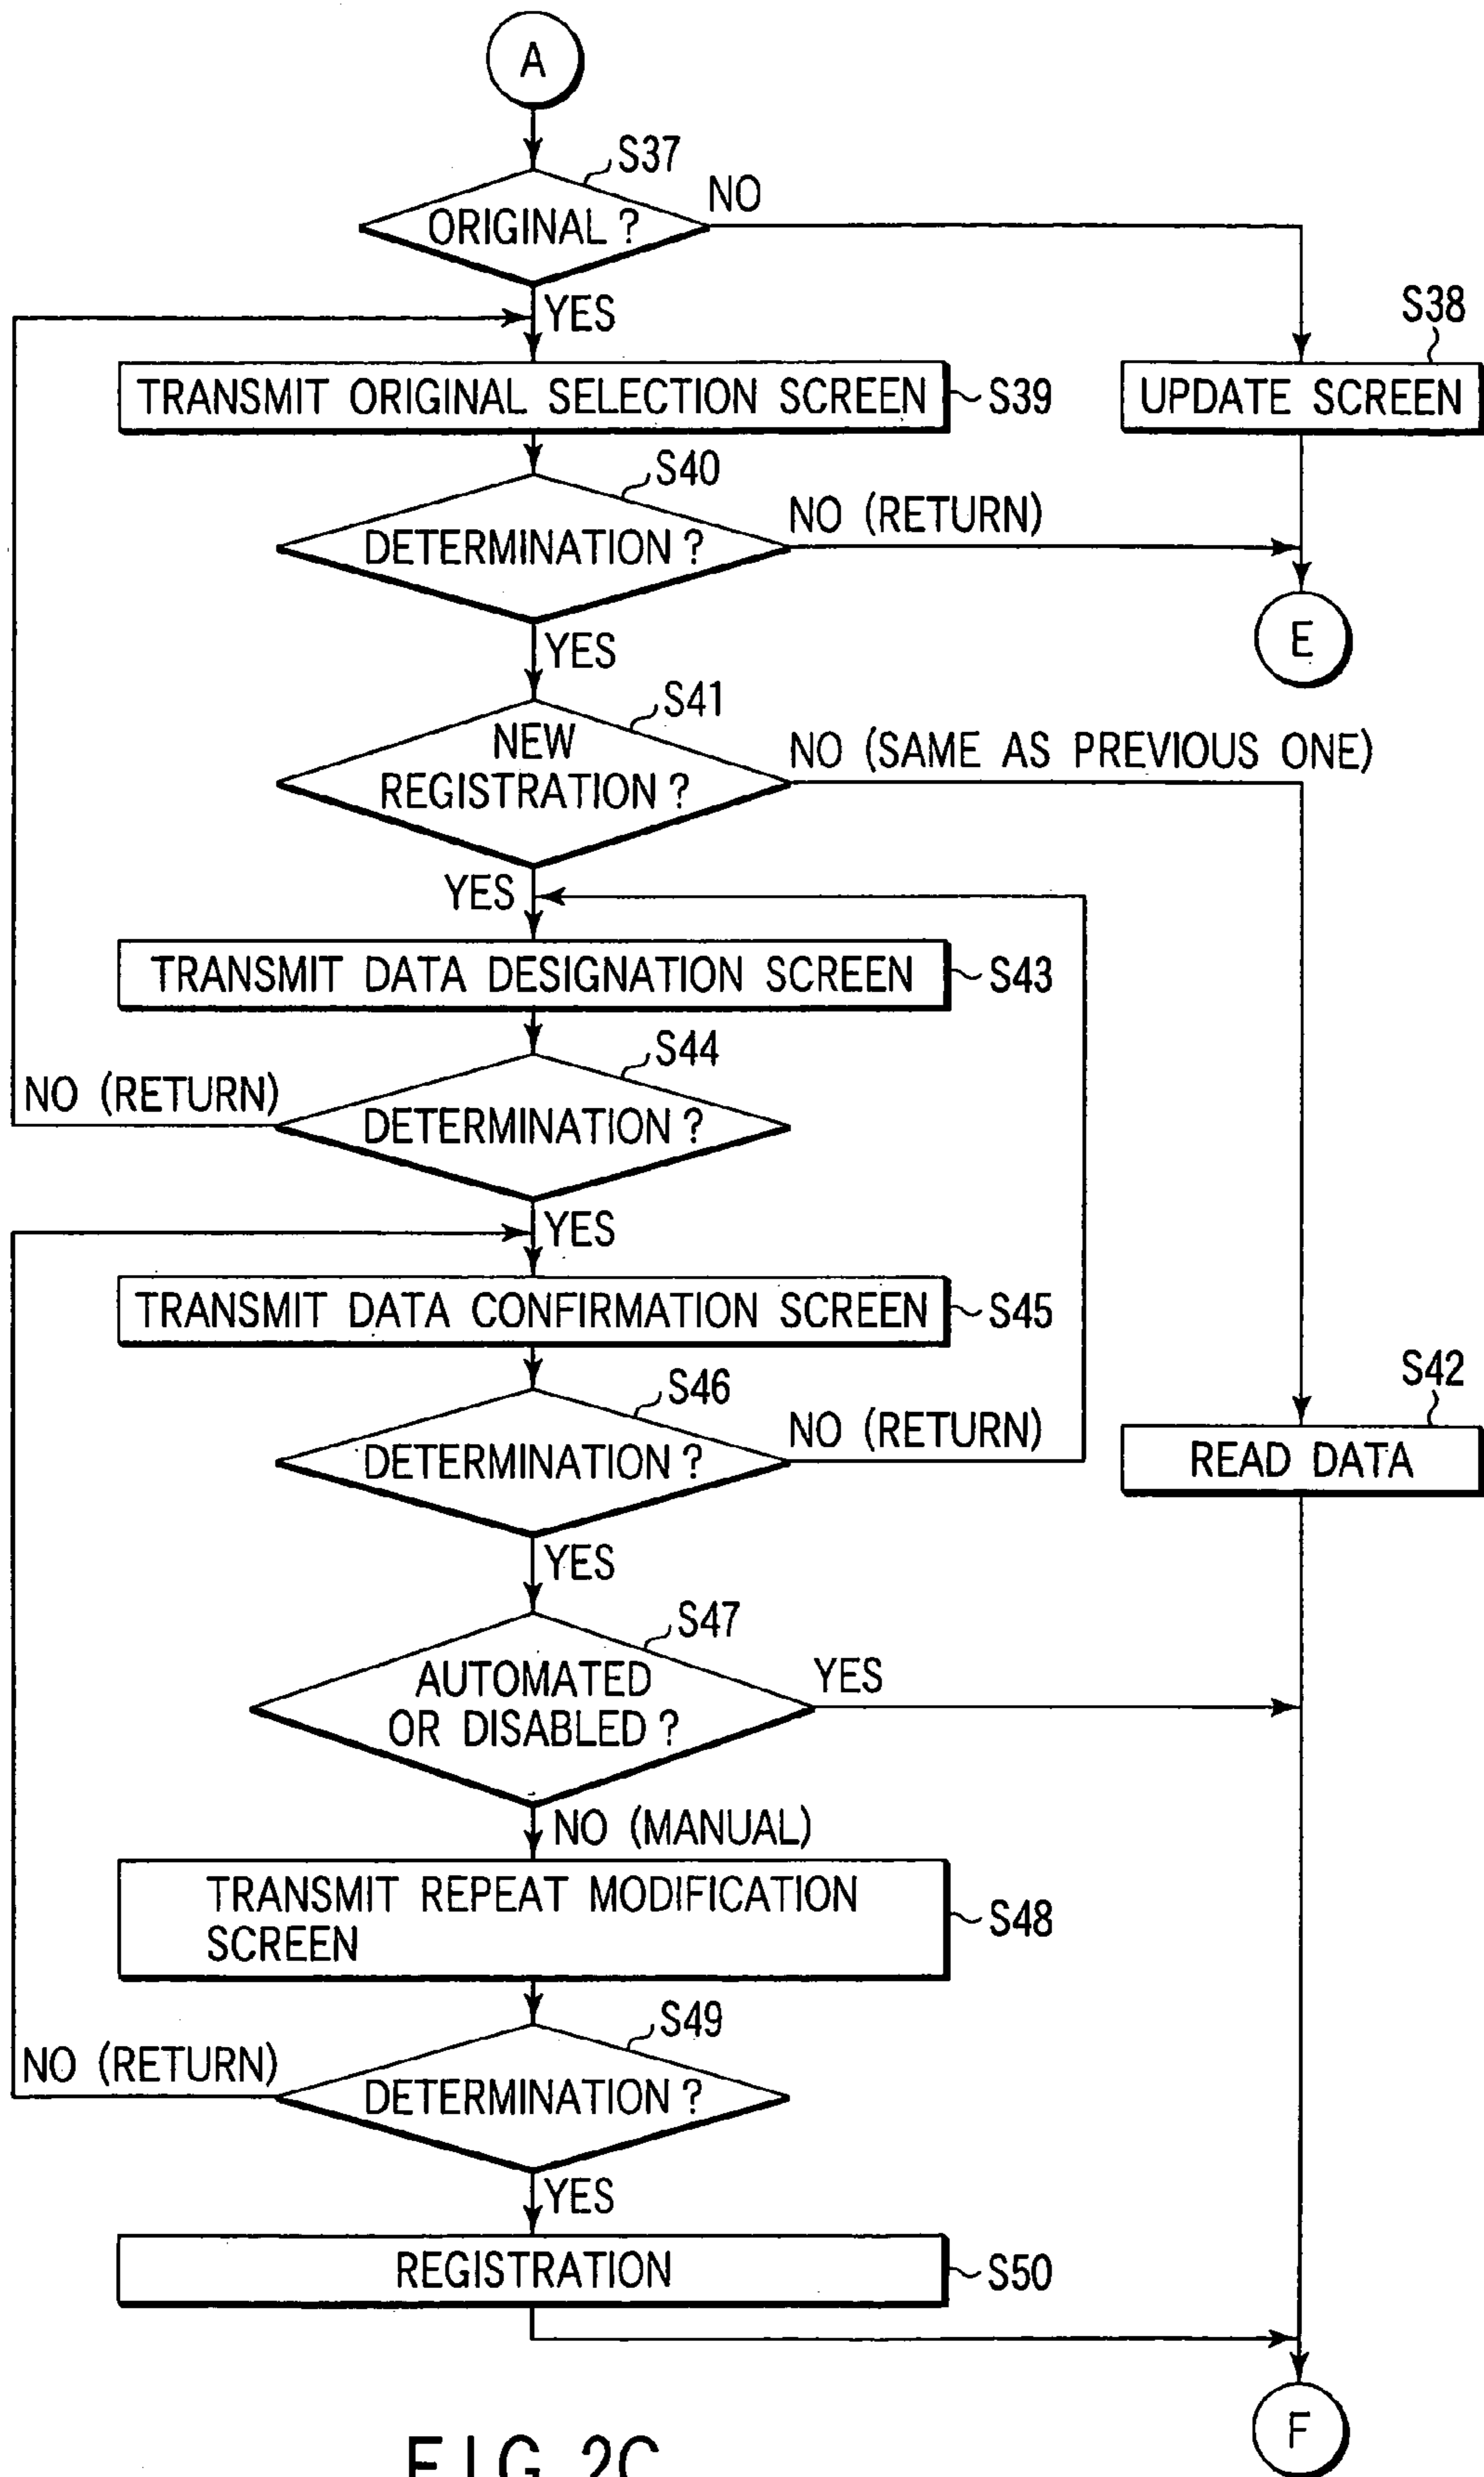 A
S37
ORIGINAL ?
NO
YES
S38
TRANSMIT ORIGINAL SELECTION SCREEN
S39
UPDATE SCREEN
S40
DETERMINATION ?
NO (RETURN)
E
YES
S41
NEW
REGISTRATION ?
NO (SAME AS PREVIOUS ONE)
YES
TRANSMIT DATA DESIGNATION SCREEN
S43
S44
NO (RETURN)
DETERMINATION ?
YES
TRANSMIT DATA CONFIRMATION SCREEN
S45
S46
DETERMINATION ?
NO (RETURN)
S42
READ DATA
YES
S47
AUTOMATED
OR DISABLED ?
YES
NO (MANUAL)
TRANSMIT REPEAT MODIFICATION
SCREEN
S48
S49
NO (RETURN)
DETERMINATION ?
YES
REGISTRATION
S50
F
FIG. 2C